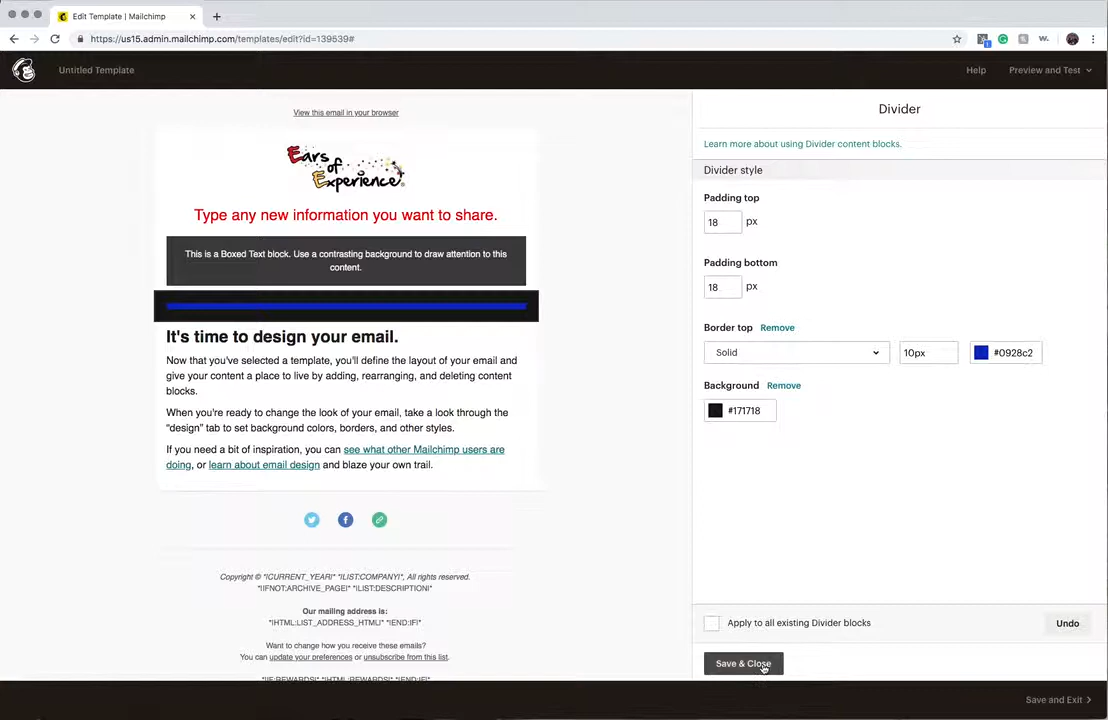 Edit Template | Mailchimp
https://us15.admin.mailchimp.com/templates/edit?id=139539#
W.
1
Untitled Template
Help
Preview and Test
View this email in your browser
Ears
of
Experience®
Type any new information you want to share.
This is a Boxed Text block. Use a contrasting background to draw attention to this
content.
It's time to design your email.
Now that you've selected a template, you'll define the layout of your email and
give your content a place to live by adding, rearranging, and deleting content
blocks.
When you're ready to change the look of your email, take a look through the
"design" tab to set background colors, borders, and other styles.
If you need a bit of inspiration, you can see what other Mailchimp users are
doing, or learn about email design and blaze your own trail.
Copyright © *|CURRENT_YEAR|* *|LIST:COMPANY|*, All rights reserved.
*|IFNOT:ARCHIVE_PAGE|* *|LIST:DESCRIPTION|*
Our mailing address is:
*|HTML:LIST_ADDRESS_HTML|* *|END:IF|*
Want to change how you receive these emails?
You can update your preferences or unsubscribe from this list.
*|IF:REWARDS|* *|HTML:REWARDS|* *|END:IF|*
Divider
Learn more about using Divider content blocks.
Divider style
Padding top
18 px
Padding bottom
18 px
Border top Remove
Solid 10px #0928c2
Background Remove
#171718
Apply to all existing Divider blocks
Undo
Save & Close
Save and Exit